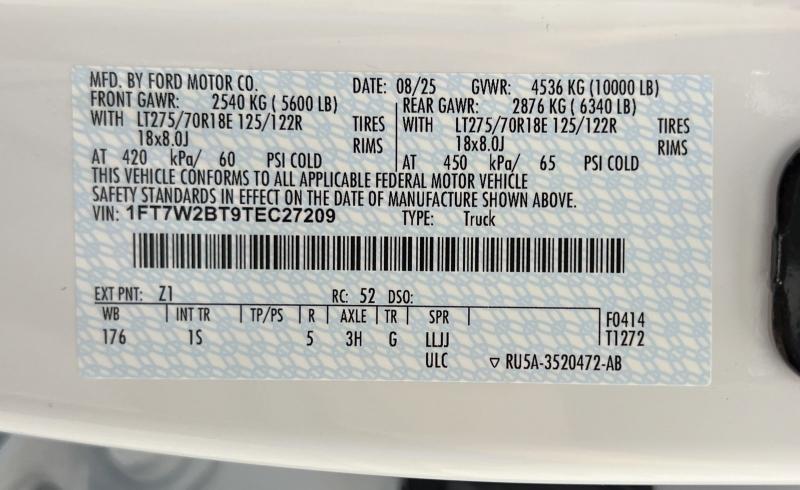 MFD. BY FORD MOTOR CO. DATE: 08/25 GVWR: 4536 KG (10000 LB)
FRONT GAWR: 2540 KG ( 5600 LB) REAR GAWR: 2876 KG ( 6340 LB)
WITH LT275/70R18E 125/122R TIRES WITH LT275/70R18E 125/122R TIRES
18x8.0J RIMS 18x8.0J RIMS
AT 420 kPa/ 60 PSI COLD AT 450 kPa/ 65 PSI COLD
THIS VEHICLE CONFORMS TO ALL APPLICABLE FEDERAL MOTOR VEHICLE
SAFETY STANDARDS IN EFFECT ON THE DATE OF MANUFACTURE SHOWN ABOVE.
VIN: 1FT7W2BT9TEC27209 TYPE: Truck
EXT PNT: Z1 RC: 52 DSO:
WB INT TR TP/PS R AXLE TR SPR F0414
176 1S 5 3H G LLJJ T1272
ULC ▽ RU5A-3520472-AB